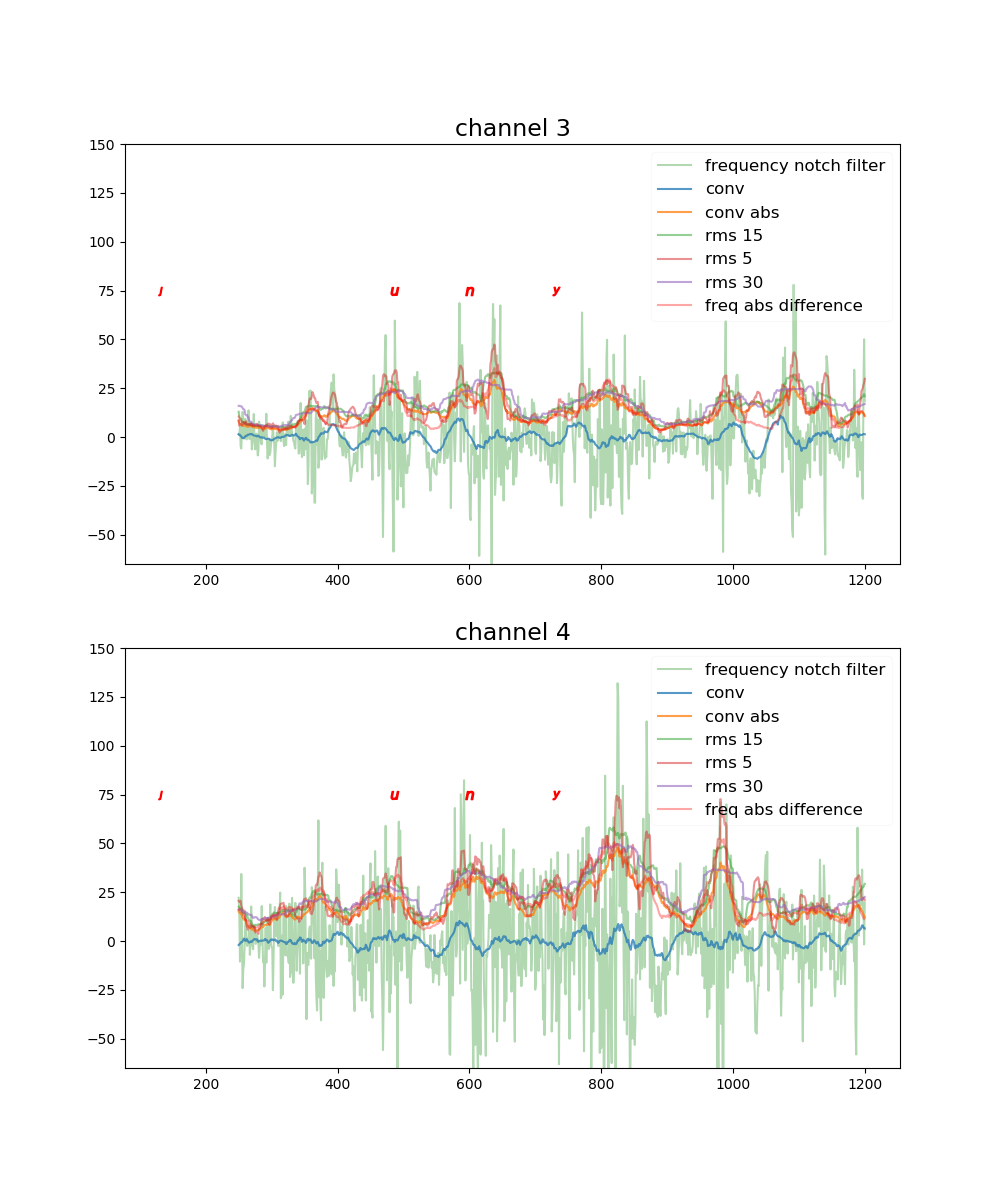 channel 3
150
125
100
75
50
25
0
−25
−50
frequency notch filter
conv
conv abs
rms 15
rms 5
rms 30
freq abs difference
J u n y
200 400 600 800 1000 1200
channel 4
150
125
100
75
50
25
0
−25
−50
frequency notch filter
conv
conv abs
rms 15
rms 5
rms 30
freq abs difference
J u n y
200 400 600 800 1000 1200